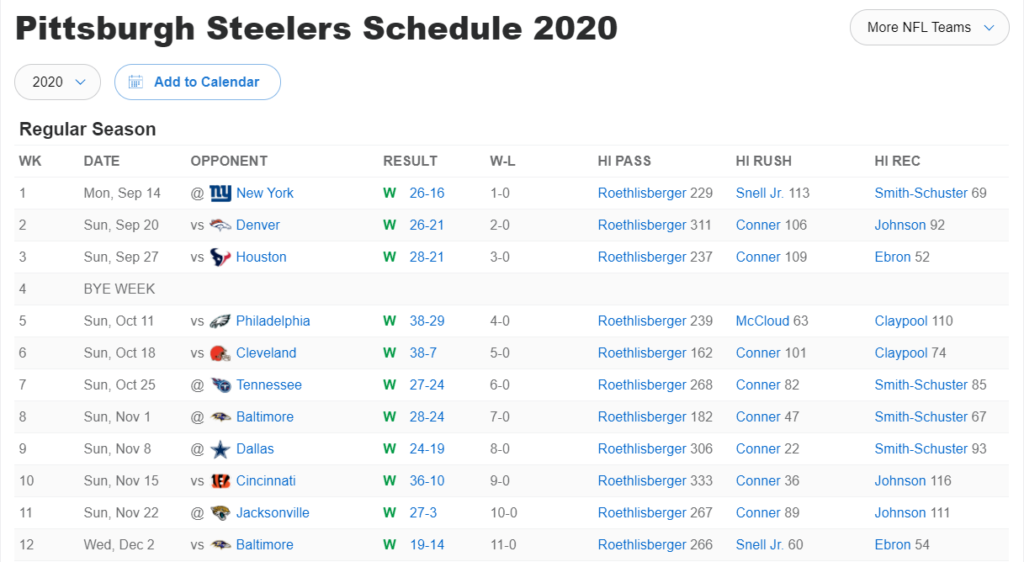 Pittsburgh Steelers Schedule 2020
More NFL Teams
2020
Add to Calendar
Regular Season
WK DATE OPPONENT RESULT W-L HI PASS HI RUSH HI REC
1 Mon, Sep 14 @ ny New York W 26-16 1-0 Roethlisberger 229 Snell Jr. 113 Smith-Schuster 69
2 Sun, Sep 20 vs Denver W 26-21 2-0 Roethlisberger 311 Conner 106 Johnson 92
3 Sun, Sep 27 vs Houston W 28-21 3-0 Roethlisberger 237 Conner 109 Ebron 52
4 BYE WEEK
5 Sun, Oct 11 vs Philadelphia W 38-29 4-0 Roethlisberger 239 McCloud 63 Claypool 110
6 Sun, Oct 18 vs Cleveland W 38-7 5-0 Roethlisberger 162 Conner 101 Claypool 74
7 Sun, Oct 25 @ Tennessee W 27-24 6-0 Roethlisberger 268 Conner 82 Smith-Schuster 85
8 Sun, Nov 1 @ Baltimore W 28-24 7-0 Roethlisberger 182 Conner 47 Smith-Schuster 67
9 Sun, Nov 8 @ Dallas W 24-19 8-0 Roethlisberger 306 Conner 22 Smith-Schuster 93
10 Sun, Nov 15 vs Cincinnati W 36-10 9-0 Roethlisberger 333 Conner 36 Johnson 116
11 Sun, Nov 22 @ Jacksonville W 27-3 10-0 Roethlisberger 267 Conner 89 Johnson 111
12 Wed, Dec 2 vs Baltimore W 19-14 11-0 Roethlisberger 266 Snell Jr. 60 Ebron 54